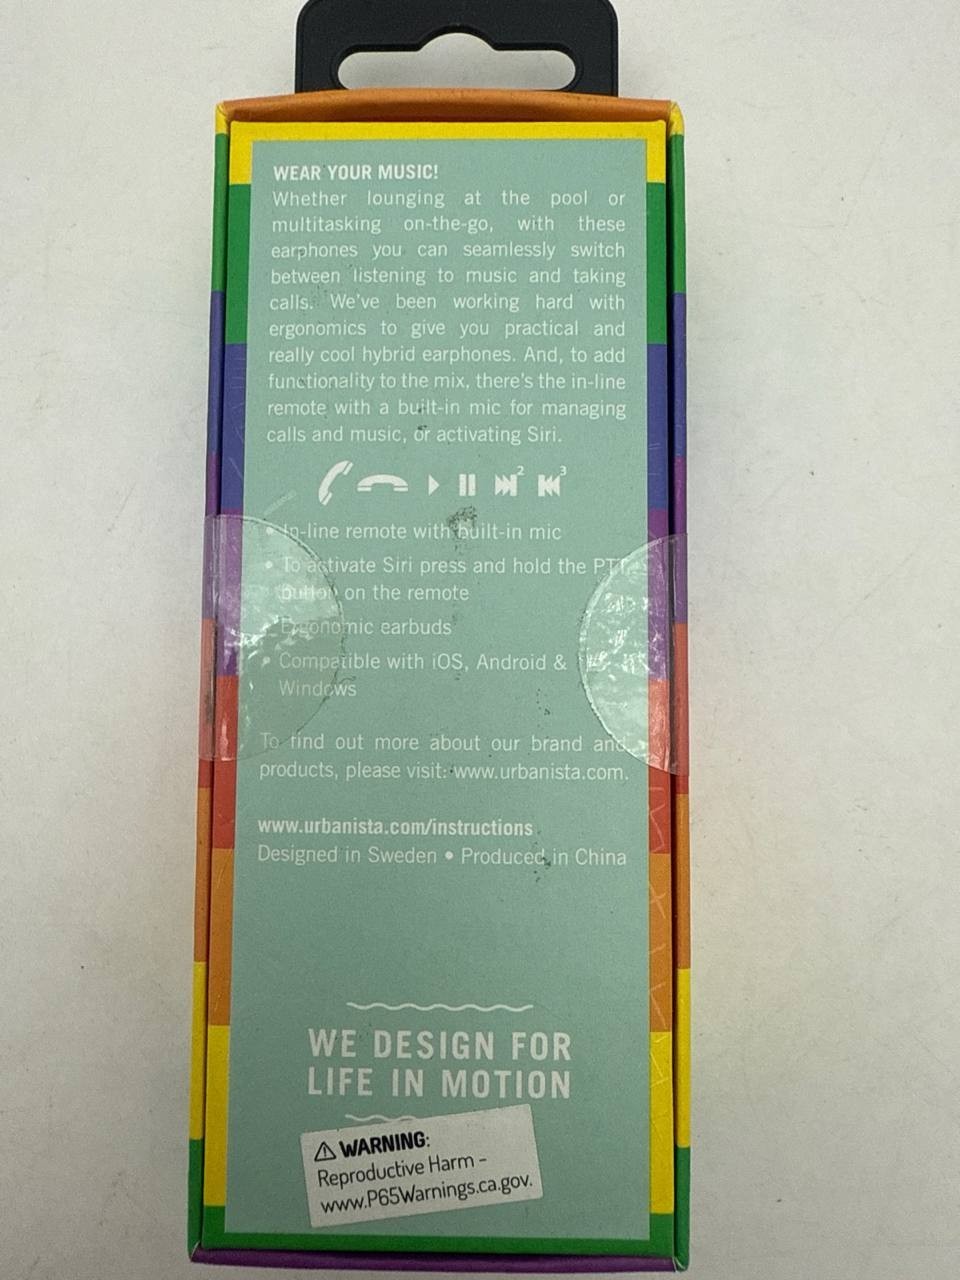 WEAR YOUR MUSIC!
Whether lounging at the pool or
multitasking on-the-go, with these
earphones you can seamlessly switch
between listening to music and taking
calls. We've been working hard with
ergonomics to give you practical and
really cool hybrid earphones. And, to add
functionality to the mix, there's the in-line
remote with a built-in mic for managing
calls and music, or activating Siri.
2 3
• In-line remote with built-in mic
• To activate Siri press and hold the PTT
button on the remote
Ergonomic earbuds
• Compatible with iOS, Android &
Windows
To find out more about our brand and
products, please visit: www.urbanista.com.
www.urbanista.com/instructions
Designed in Sweden • Produced in China
WE DESIGN FOR
LIFE IN MOTION
⚠ WARNING:
Reproductive Harm –
www.P65Warnings.ca.gov.